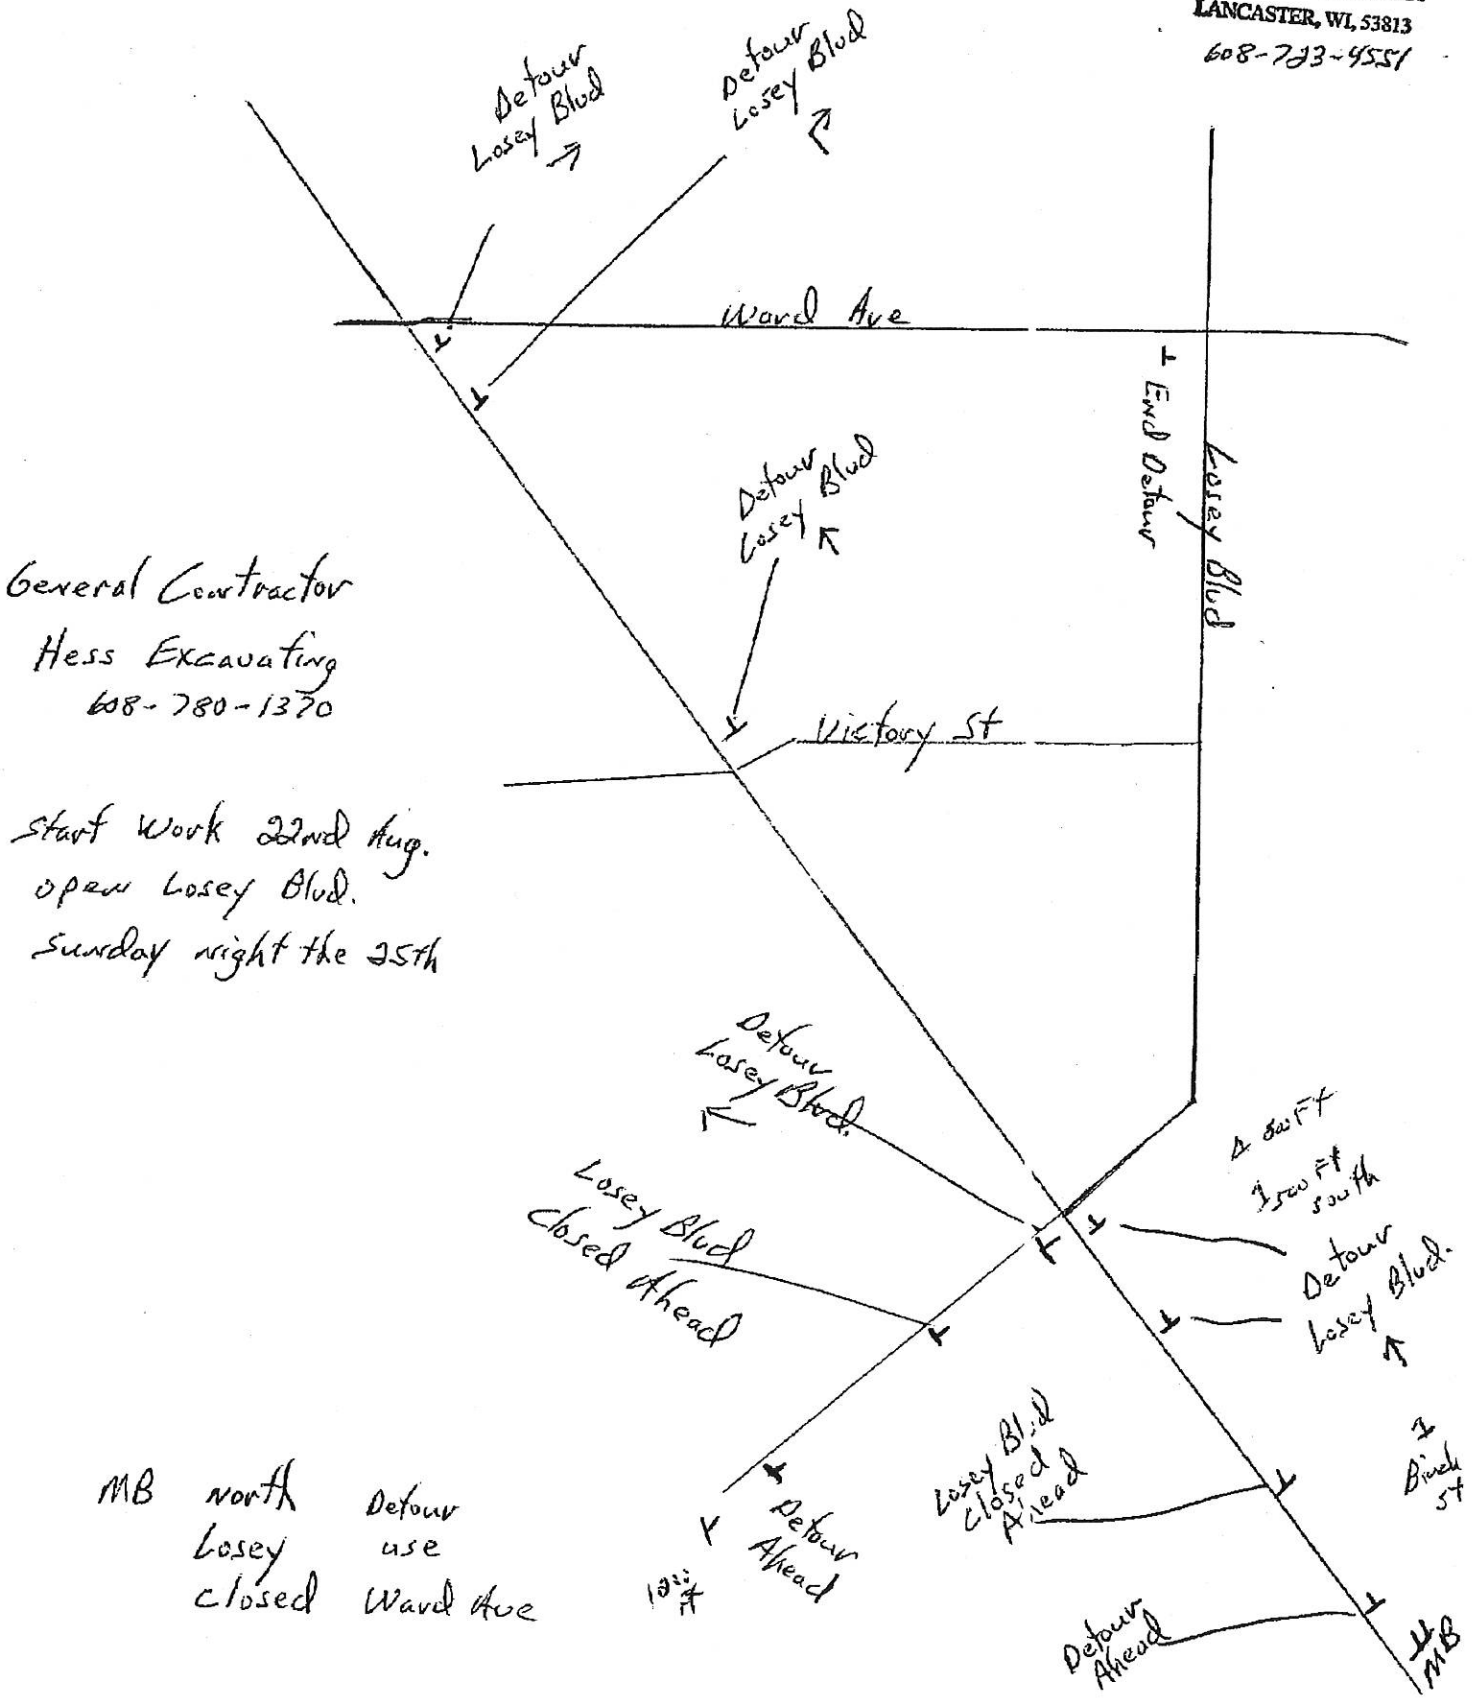 LANCASTER, WI, 53813
608-723-4551
Detour
Losey Blvd
Detour
Losey Blvd
Ward Ave
End Detour
Losey Blvd
Detour
Losey Blvd
General Contractor
Hess Excavating
608-780-1370
Victory St
Start Work 22nd Aug.
open Losey Blvd.
Sunday night the 25th
Detour
Losey Blvd.
500 FT
1500 FT
South
Losey Blvd
Closed Ahead
Detour
Losey Blvd.
Losey Blvd
Closed
Ahead
St
MB north Detour
Losey use
closed Ward Ave
Detour
Ahead
Detour
Ahead
MB